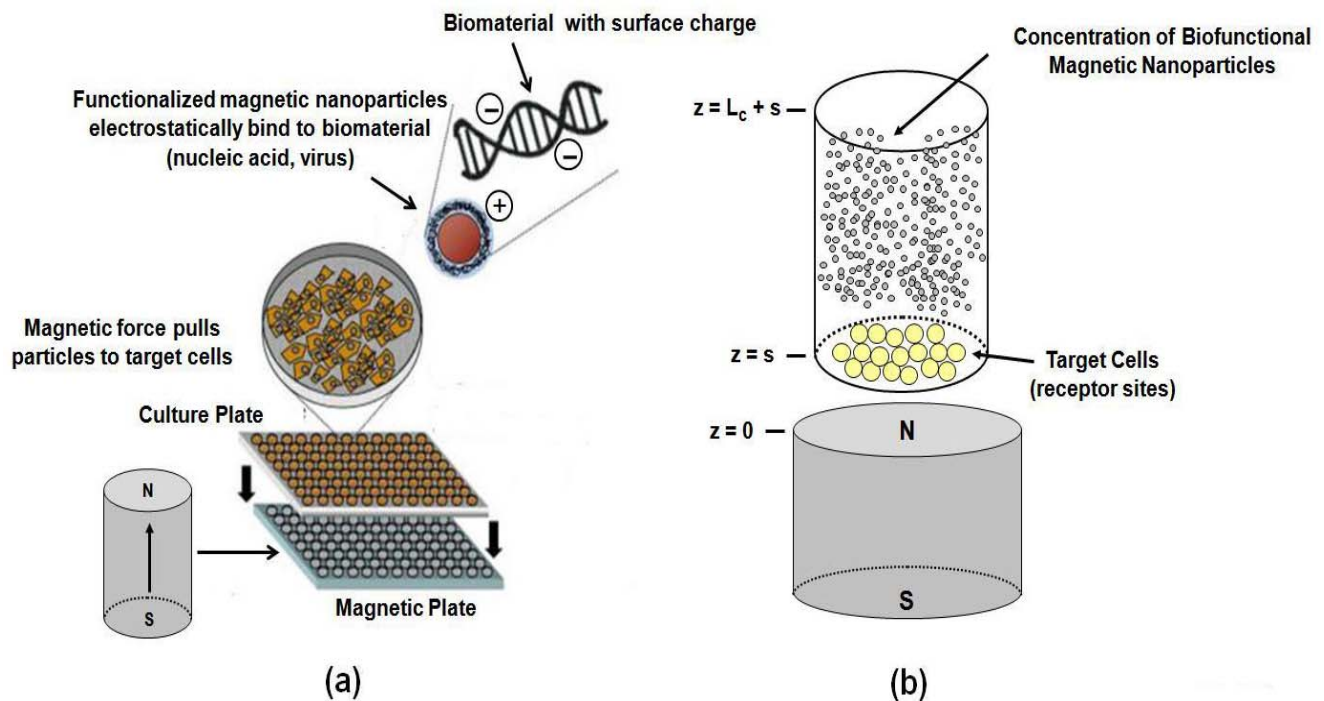 Biomaterial with surface charge
Functionalized magnetic nanoparticles
electrostatically bind to biomaterial
(nucleic acid, virus)
−
−
+
Magnetic force pulls
particles to target cells
Culture Plate
N
S
Magnetic Plate
(a)
Concentration of Biofunctional
Magnetic Nanoparticles
z = Lc + s
z = s
Target Cells
(receptor sites)
z = 0
N
S
(b)